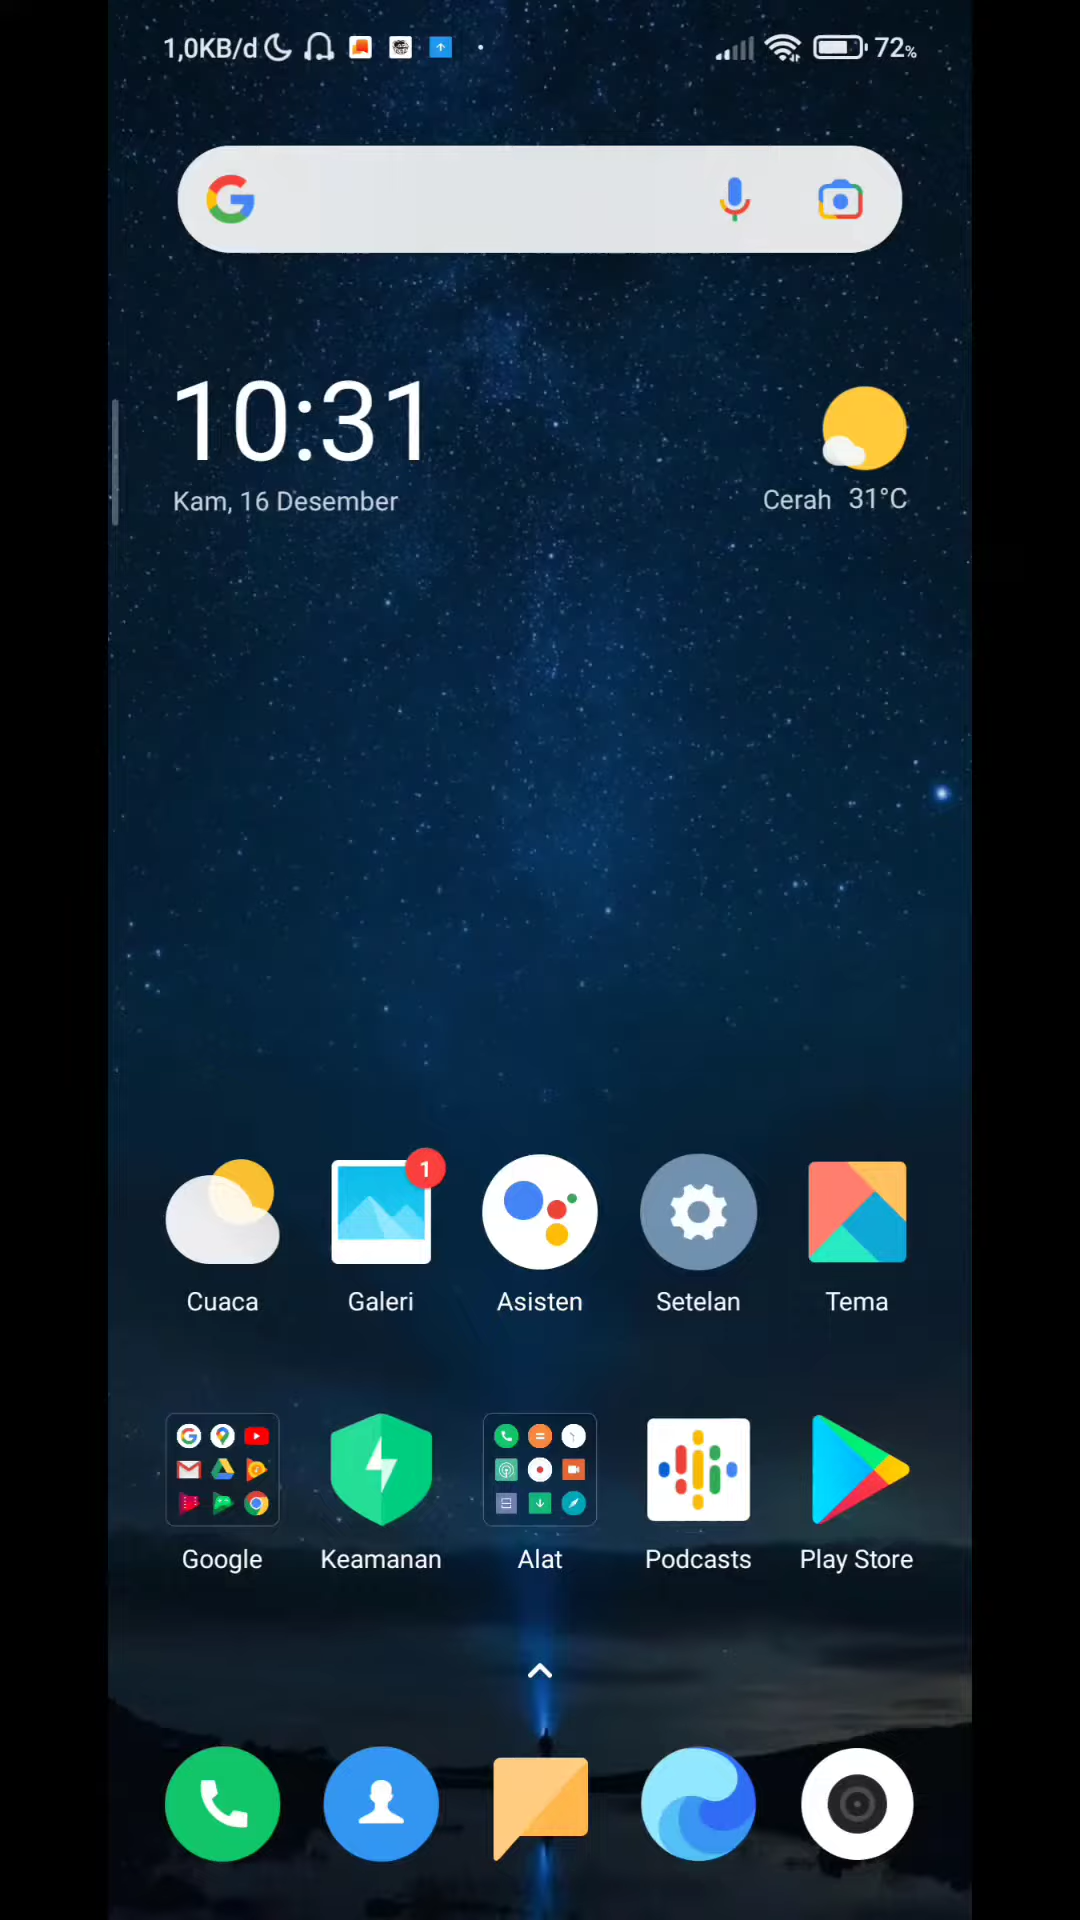 1,0KB/d 72%
10:31
Kam, 16 Desember
Cerah 31°C
1
Cuaca Galeri Asisten Setelan Tema
Google Keamanan Alat Podcasts Play Store